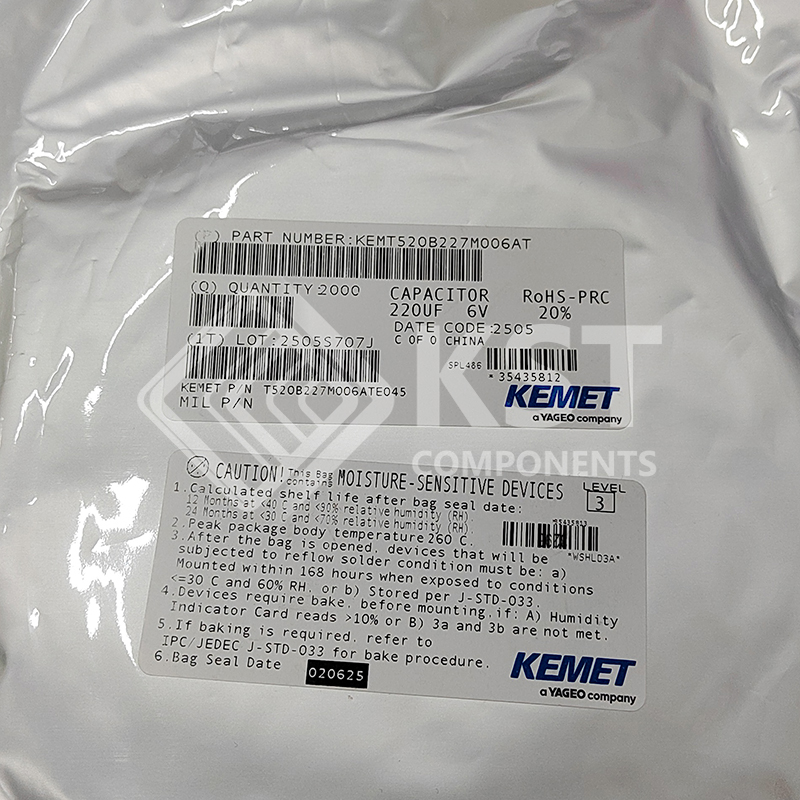 (P) PART NUMBER:KEMT520B227M006AT
(Q) QUANTITY:2000
CAPACITOR RoHS-PRC
220UF 6V 20%
DATE CODE:2505
C OF O CHINA
(1T) LOT:2505S707J
SPL486
*35435812
KEMET P/N T520B227M006ATE045
MIL P/N
KEMET
a YAGEO company
KST
COMPONENTS
CAUTION! This Bag contains MOISTURE-SENSITIVE DEVICES
LEVEL
3
1.Calculated shelf life after bag seal date:
12 Months at <40 C and <90% relative humidity (RH).
24 Months at <30 C and <70% relative humidity (RH).
2.Peak package body temperature 260 C.
3.After the bag is opened, devices that will be
subjected to reflow solder condition must be: a)
Mounted within 168 hours when exposed to conditions
<=30 C and 60% RH, or b) Stored per J-STD-033.
4.Devices require bake, before mounting,if: A) Humidity
Indicator Card reads >10% or B) 3a and 3b are not met.
5.If baking is required, refer to
IPC/JEDEC J-STD-033 for bake procedure.
6.Bag Seal Date 020625
*WSHLD3A*
KEMET
a YAGEO company